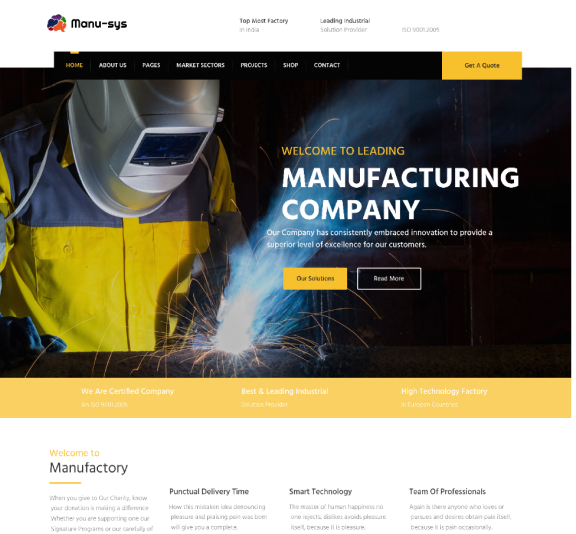 Manu-sys
Top Most Factory
In India
Leading Industrial
Solution Provider
ISO 9001:2005
HOME ABOUT US PAGES MARKET SECTORS PROJECTS SHOP CONTACT
Get A Quote
WELCOME TO LEADING
MANUFACTURING
COMPANY
Our Company has consistently embraced innovation to provide a
superior level of excellence for our customers.
Our Solutions
Read More
We Are Certified Company
An ISO 9001:2005
Best & Leading Industrial
Solution Provider
High Technology Factory
In Europen Countries
Welcome to
Manufactory
When you give to Our Charity, know
your donation is making a difference.
Whether you are supporting one our
Signature Programs or our carefully of
Punctual Delivery Time
How this mistaken idea denouncing
pleasure and praising pain was born
will give you a complete.
Smart Technology
The master of human happiness no
one rejects, dislikes avoids pleasure
itself, because it is pleasure.
Team Of Professionals
Again is there anyone who loves or
pursues and desires obtain pale itself,
because it is pain occasionally.